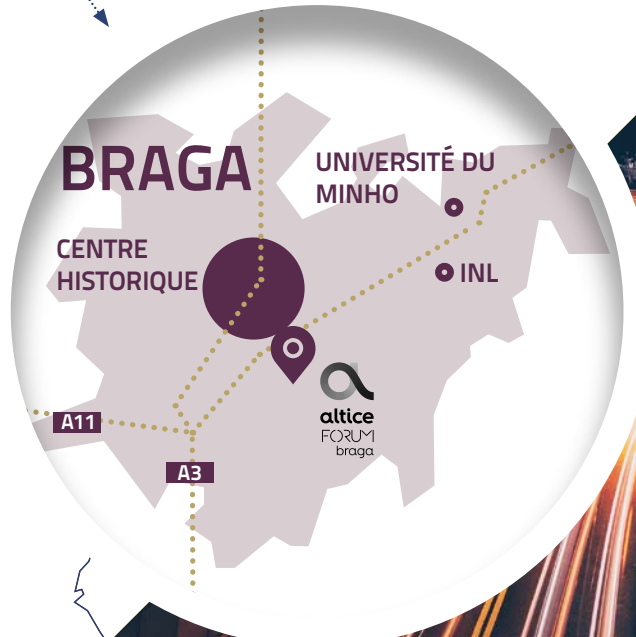 BRAGA
UNIVERSITÉ DU
MINHO
CENTRE
HISTORIQUE
INL
altice
FORUM
braga
A11
A3